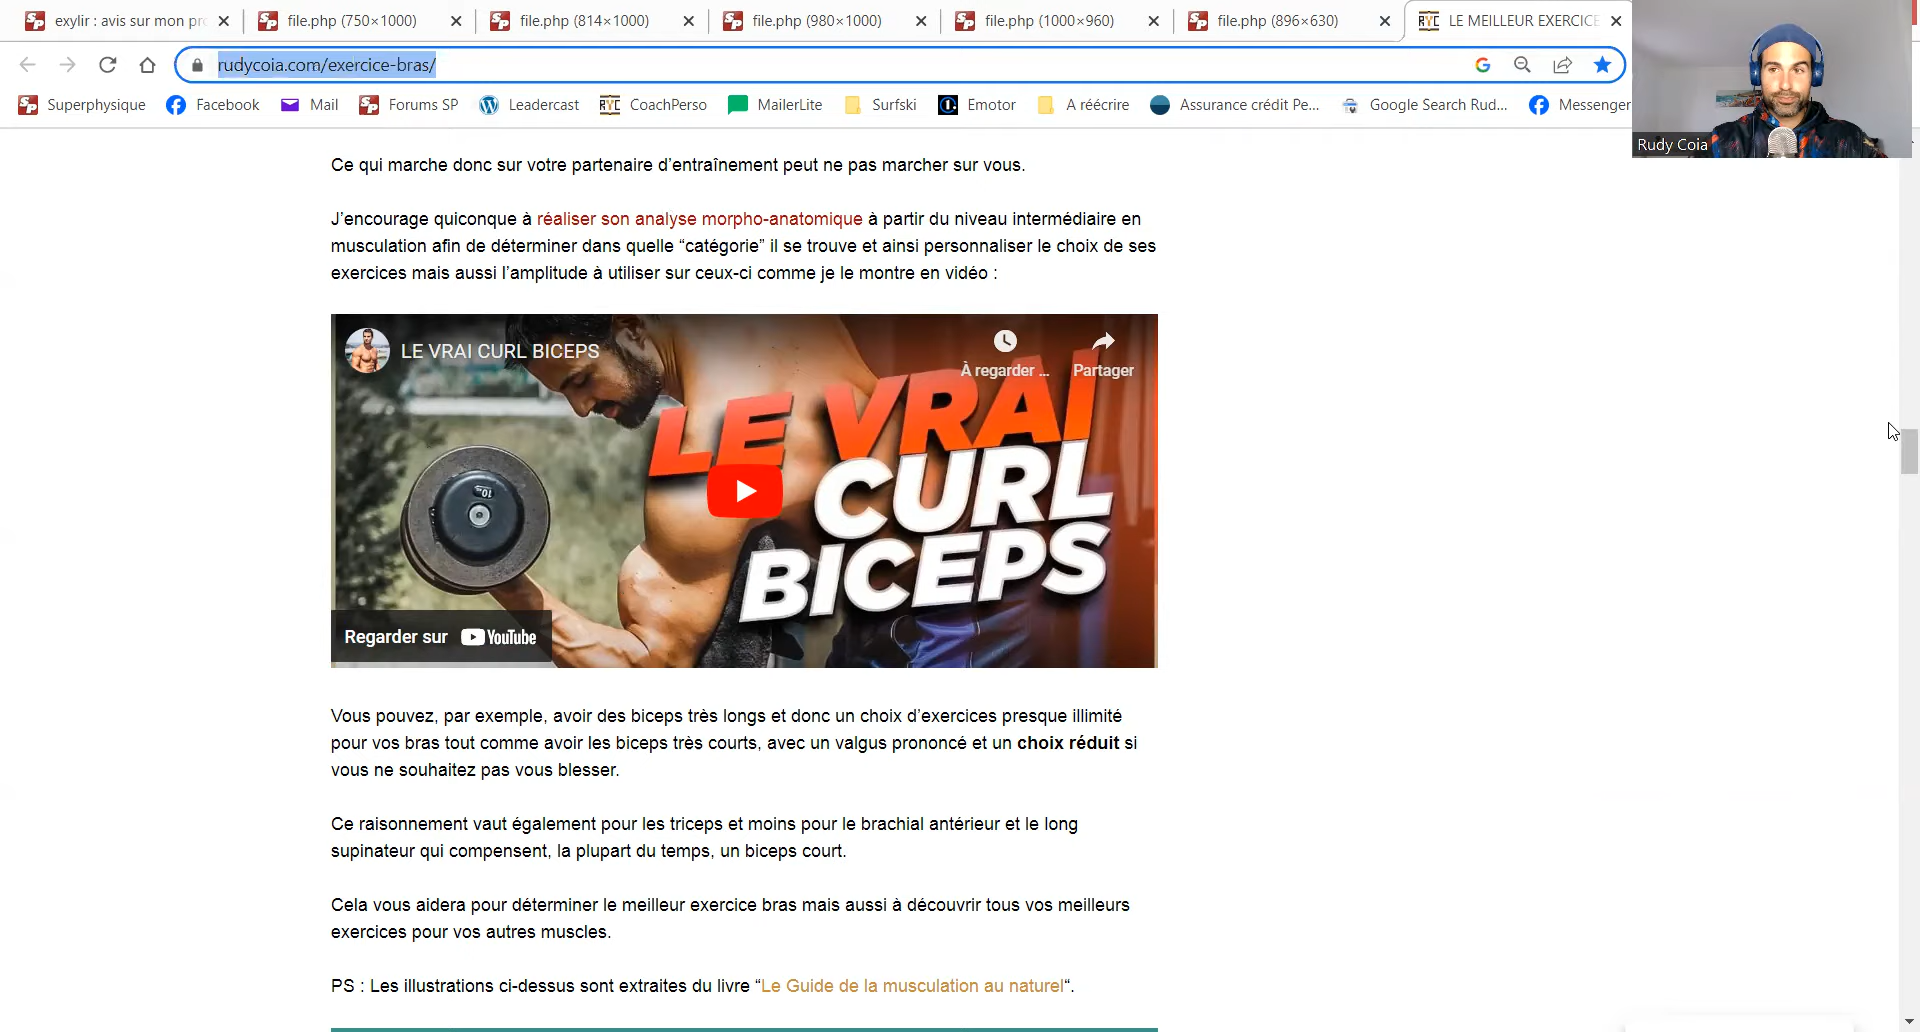 exylir : avis sur mon pr
file.php (750×1000)
file.php (814×1000)
file.php (980×1000)
file.php (1000×960)
file.php (896×630)
LE MEILLEUR EXERCICE
rudycoia.com/exercice-bras/
Superphysique
Facebook
Mail
Forums SP
Leadercast
CoachPerso
MailerLite
Surfski
Emotor
A réécrire
Assurance crédit Pe...
Google Search Rud...
Messenger
Rudy Coia
Ce qui marche donc sur votre partenaire d’entraînement peut ne pas marcher sur vous.
J’encourage quiconque à réaliser son analyse morpho-anatomique à partir du niveau intermédiaire en
musculation afin de déterminer dans quelle “catégorie” il se trouve et ainsi personnaliser le choix de ses
exercices mais aussi l’amplitude à utiliser sur ceux-ci comme je le montre en vidéo :
LE VRAI CURL BICEPS
À regarder ...
Partager
LE VRAI
CURL
BICEPS
10
Regarder sur YouTube
Vous pouvez, par exemple, avoir des biceps très longs et donc un choix d’exercices presque illimité
pour vos bras tout comme avoir les biceps très courts, avec un valgus prononcé et un choix réduit si
vous ne souhaitez pas vous blesser.
Ce raisonnement vaut également pour les triceps et moins pour le brachial antérieur et le long
supinateur qui compensent, la plupart du temps, un biceps court.
Cela vous aidera pour déterminer le meilleur exercice bras mais aussi à découvrir tous vos meilleurs
exercices pour vos autres muscles.
PS : Les illustrations ci-dessus sont extraites du livre “Le Guide de la musculation au naturel“.